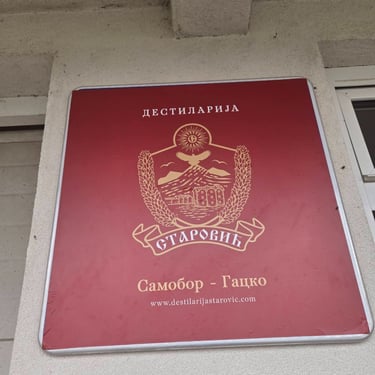 ДЕСТИЛАРИЈА
СТАРОВИЋ
Самобор - Гацко
www.destilarijastarovic.com